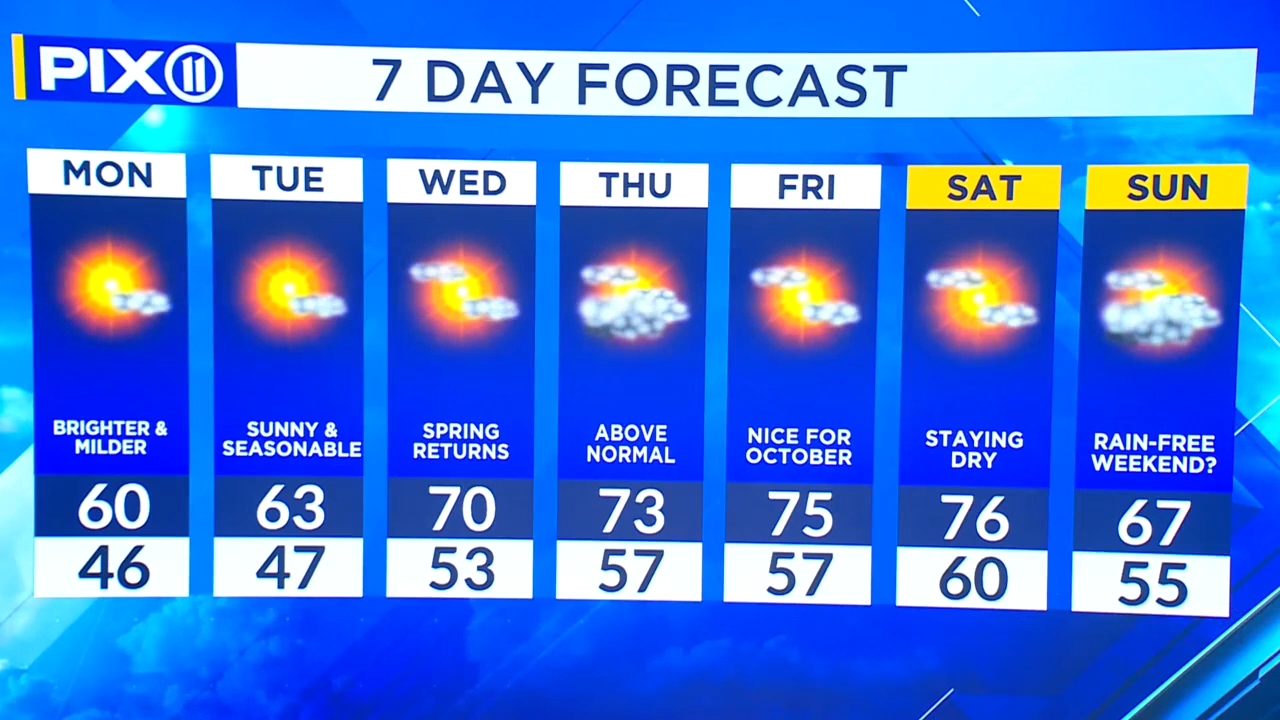 PIX 11
7 DAY FORECAST
MON
TUE
WED
THU
FRI
SAT
SUN
BRIGHTER &
MILDER
SUNNY &
SEASONABLE
SPRING
RETURNS
ABOVE
NORMAL
NICE FOR
OCTOBER
STAYING
DRY
RAIN-FREE
WEEKEND?
60
63
70
73
75
76
67
46
47
53
57
57
60
55